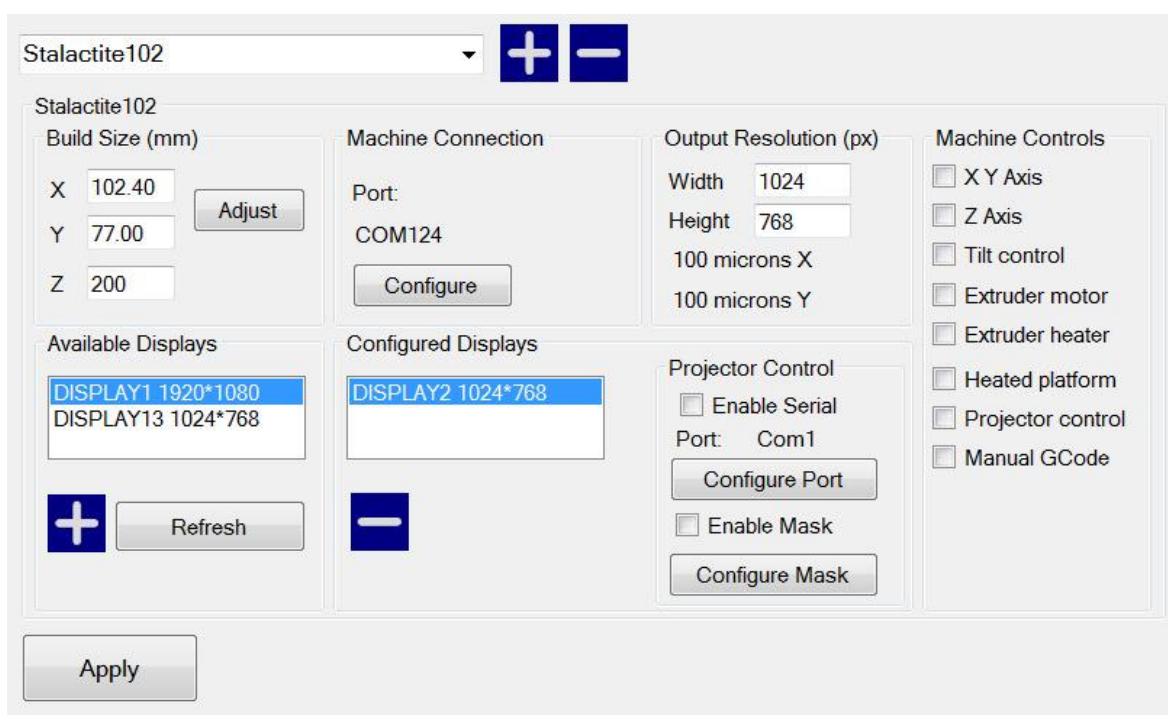 Stalactite102
Stalactite102
Build Size (mm)
X 102.40
Y 77.00
Z 200
Adjust
Machine Connection
Port:
COM124
Configure
Output Resolution (px)
Width 1024
Height 768
100 microns X
100 microns Y
Machine Controls
X Y Axis
Z Axis
Tilt control
Extruder motor
Extruder heater
Heated platform
Projector control
Manual GCode
Available Displays
DISPLAY1 1920*1080
DISPLAY13 1024*768
Refresh
Configured Displays
DISPLAY2 1024*768
Projector Control
Enable Serial
Port: Com1
Configure Port
Enable Mask
Configure Mask
Apply